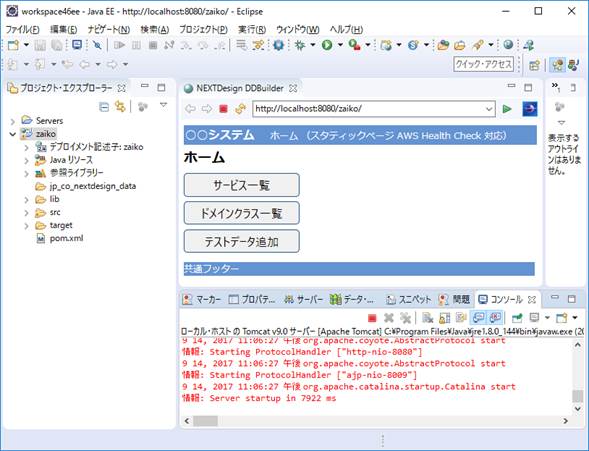 workspace46ee - Java EE - http://localhost:8080/zaiko/ - Eclipse
ファイル(F) 編集(E) ナビゲート(N) 検索(A) プロジェクト(P) 実行(R) ウィンドウ(W) ヘルプ(H)
クイック・アクセス
プロジェクト・エクスプローラー
Servers
zaiko
デプロイメント記述子: zaiko
Java リソース
参照ライブラリー
jp_co_nextdesign_data
lib
src
target
pom.xml
NEXTDesign DDBuilder
http://localhost:8080/zaiko/
〇〇システム ホーム (スタティックページ AWS Health Check 対応)
ホーム
サービス一覧
ドメインクラス一覧
テストデータ追加
共通フッター
表示するアウトラインはありません。
マーカー プロパテ... サーバー データ・... スニペット 問題 コンソール
ローカル・ホスト の Tomcat v9.0 サーバー [Apache Tomcat] C:¥Program Files¥Java¥jre1.8.0_144¥bin¥javaw.exe (20
9 14, 2017 11:06:27 午後 org.apache.coyote.AbstractProtocol start
情報: Starting ProtocolHandler ["http-nio-8080"]
9 14, 2017 11:06:27 午後 org.apache.coyote.AbstractProtocol start
情報: Starting ProtocolHandler ["ajp-nio-8009"]
9 14, 2017 11:06:27 午後 org.apache.catalina.startup.Catalina start
情報: Server startup in 7922 ms